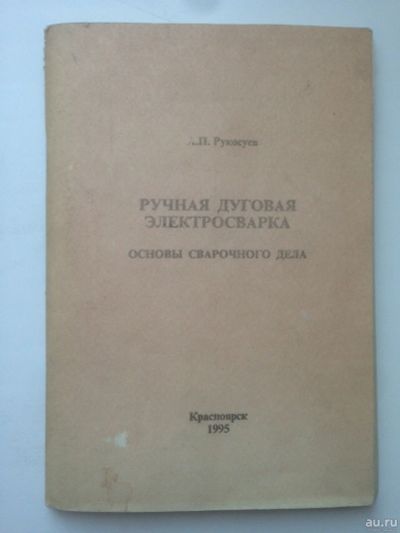 А.П. Рукосуев
РУЧНАЯ ДУГОВАЯ
ЭЛЕКТРОСВАРКА
ОСНОВЫ СВАРОЧНОГО ДЕЛА
Красноярск
1995
au.ru